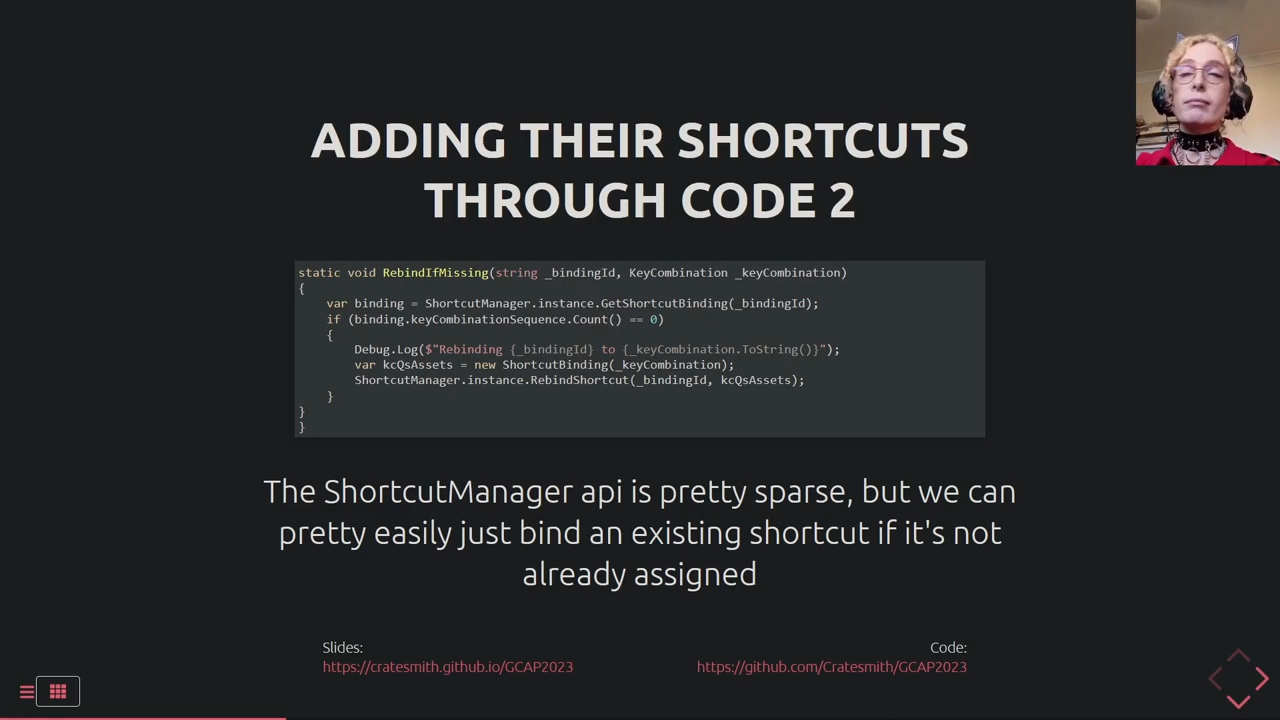 ADDING THEIR SHORTCUTS
THROUGH CODE 2
static void RebindIfMissing(string _bindingId, KeyCombination _keyCombination)
{
    var binding = ShortcutManager.instance.GetShortcutBinding(_bindingId);
    if (binding.keyCombinationSequence.Count() == 0)
    {
        Debug.Log($"Rebinding {_bindingId} to {_keyCombination.ToString()}");
        var kcQsAssets = new ShortcutBinding(_keyCombination);
        ShortcutManager.instance.RebindShortcut(_bindingId, kcQsAssets);
    }
}
}
The ShortcutManager api is pretty sparse, but we can
pretty easily just bind an existing shortcut if it's not
already assigned
Slides:
https://cratesmith.github.io/GCAP2023
Code:
https://github.com/Cratesmith/GCAP2023